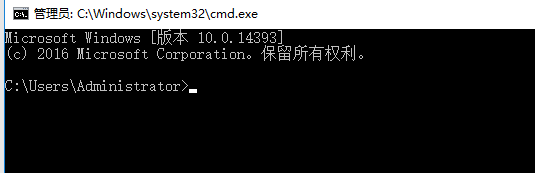 管理员: C:\Windows\system32\cmd.exe
Microsoft Windows [版本 10.0.14393]
(c) 2016 Microsoft Corporation。保留所有权利。
C:\Users\Administrator>